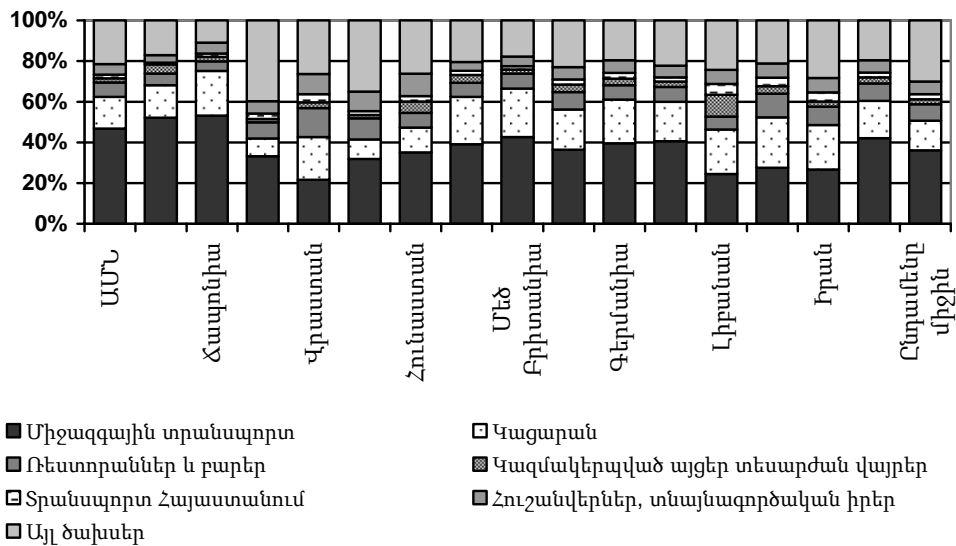 100%
80%
60%
40%
20%
0%
ԱՄՆ
Ճապոնիա
Վրաստան
Հունաստան
Մեծ
Բրիտանիա
Գերմանիա
Լիբանան
Իրան
Ընդամենը
միջին
Միջազգային տրանսպորտ
Կացարան
Ռեստորաններ և բարեր
Կազմակերպված այցեր տեսարժան վայրեր
Տրանսպորտ Հայաստանում
Հուշանվերներ, տնայնագործական իրեր
Այլ ծախսեր